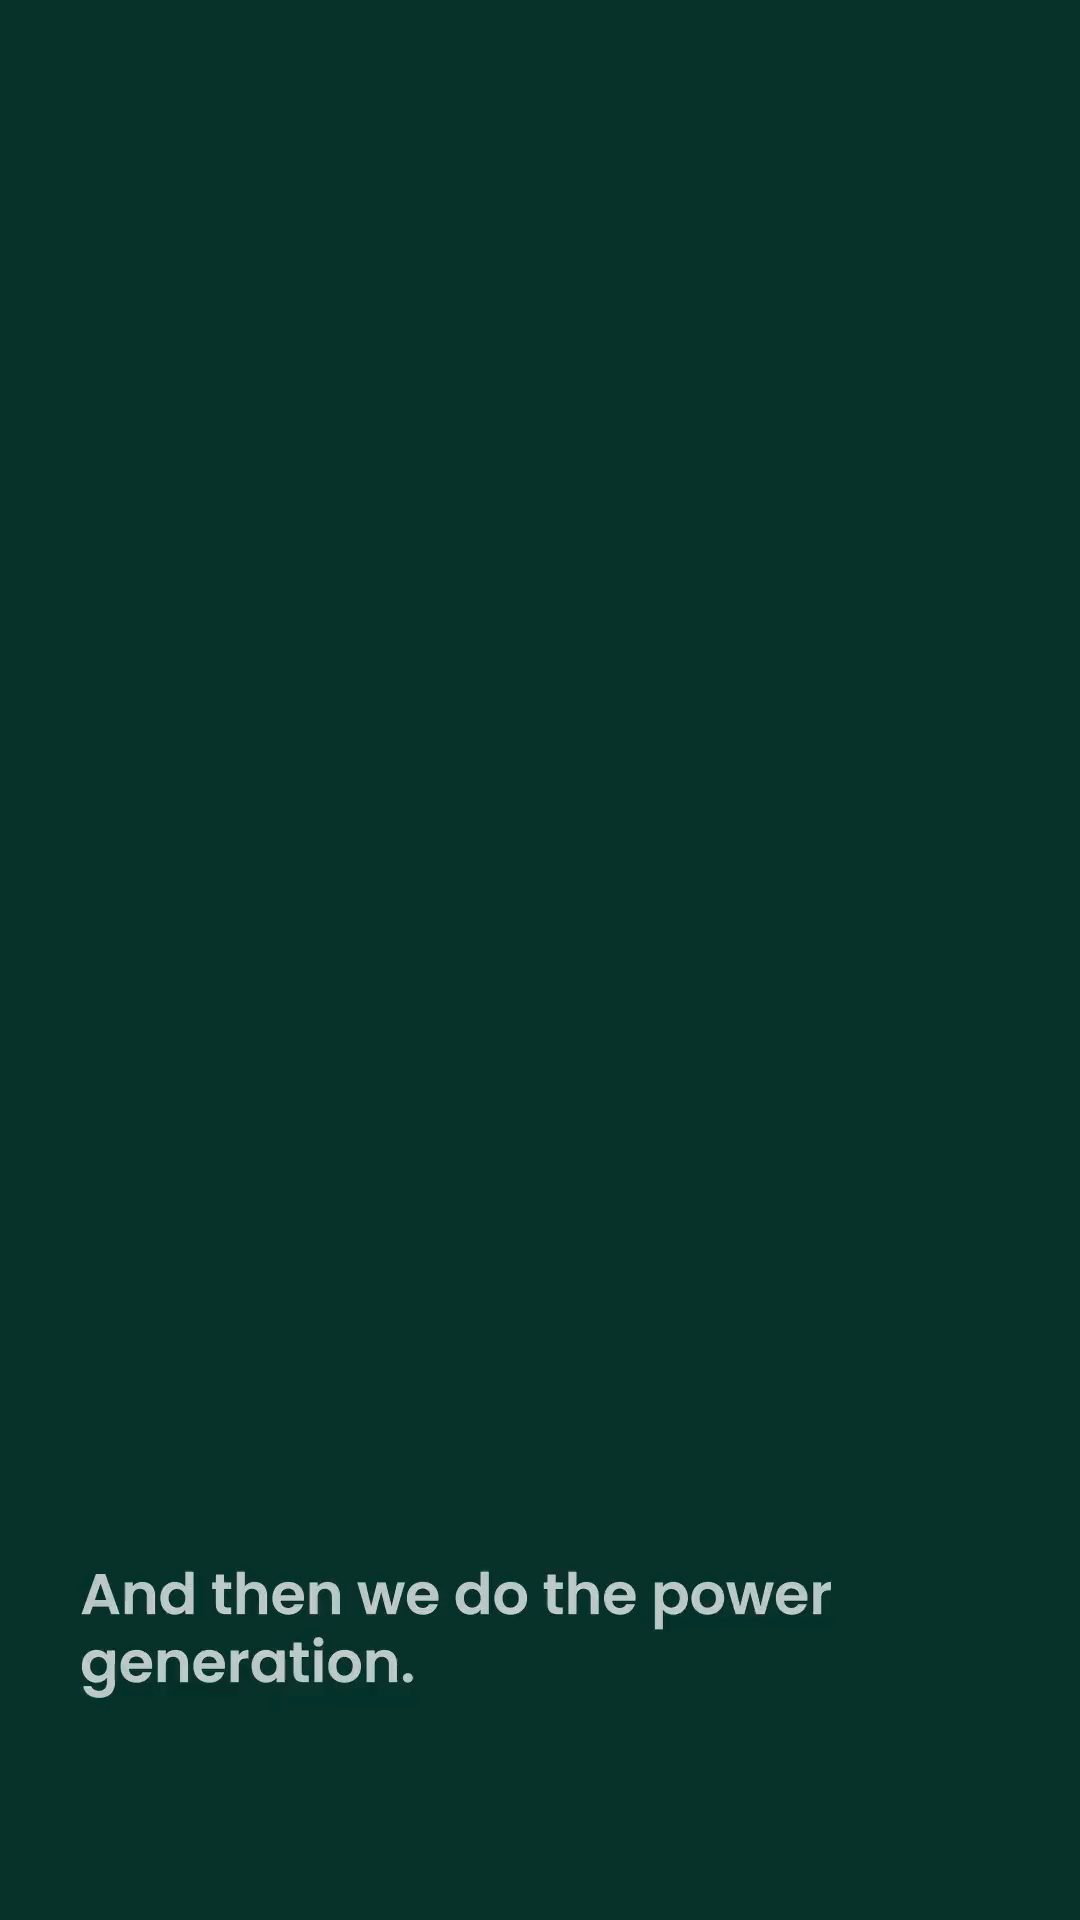 And then we do the power
generation.